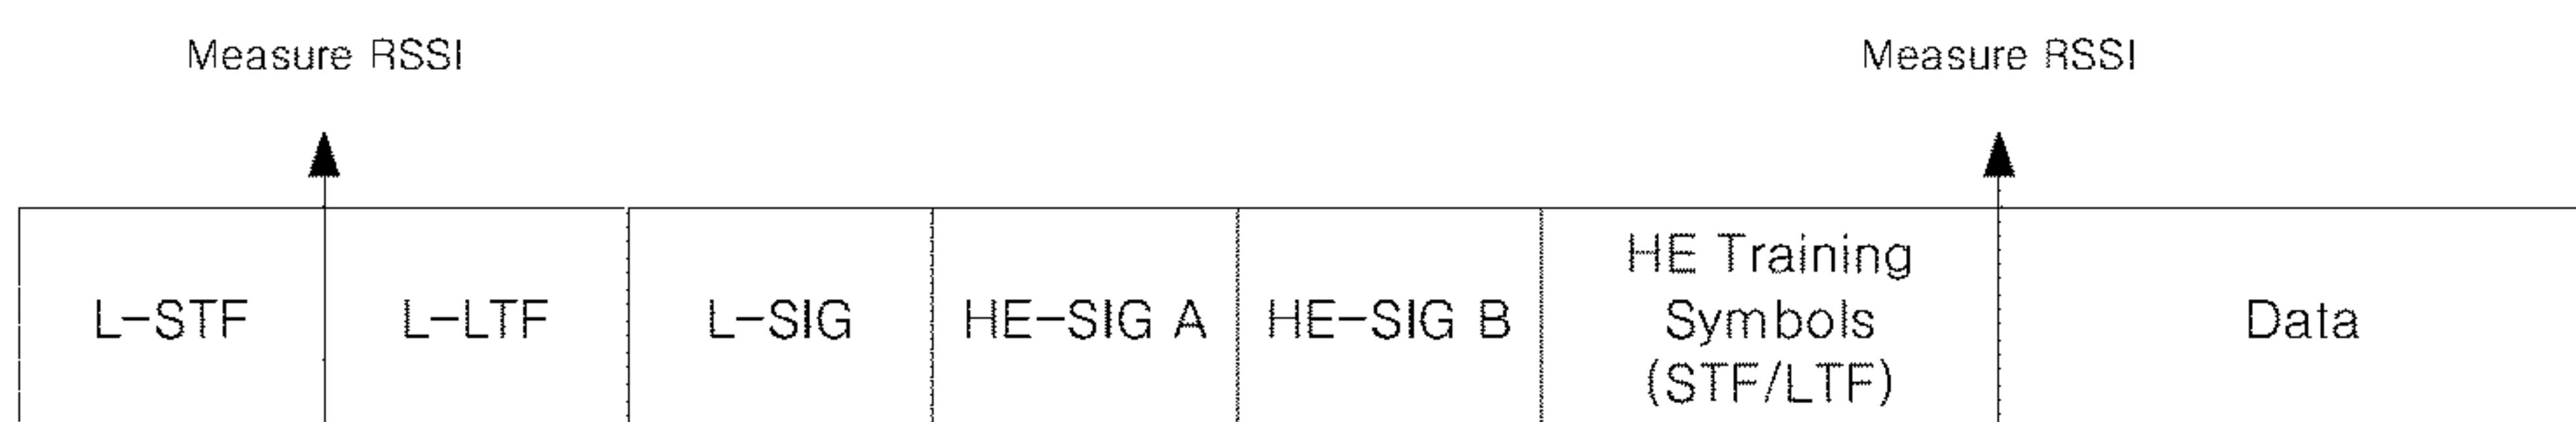 Measure RSSI
Measure RSSI
L-STF
L-LTF
L-SIG
HE-SIG A
HE-SIG B
HE Training
Symbols
(STF/LTF)
Data